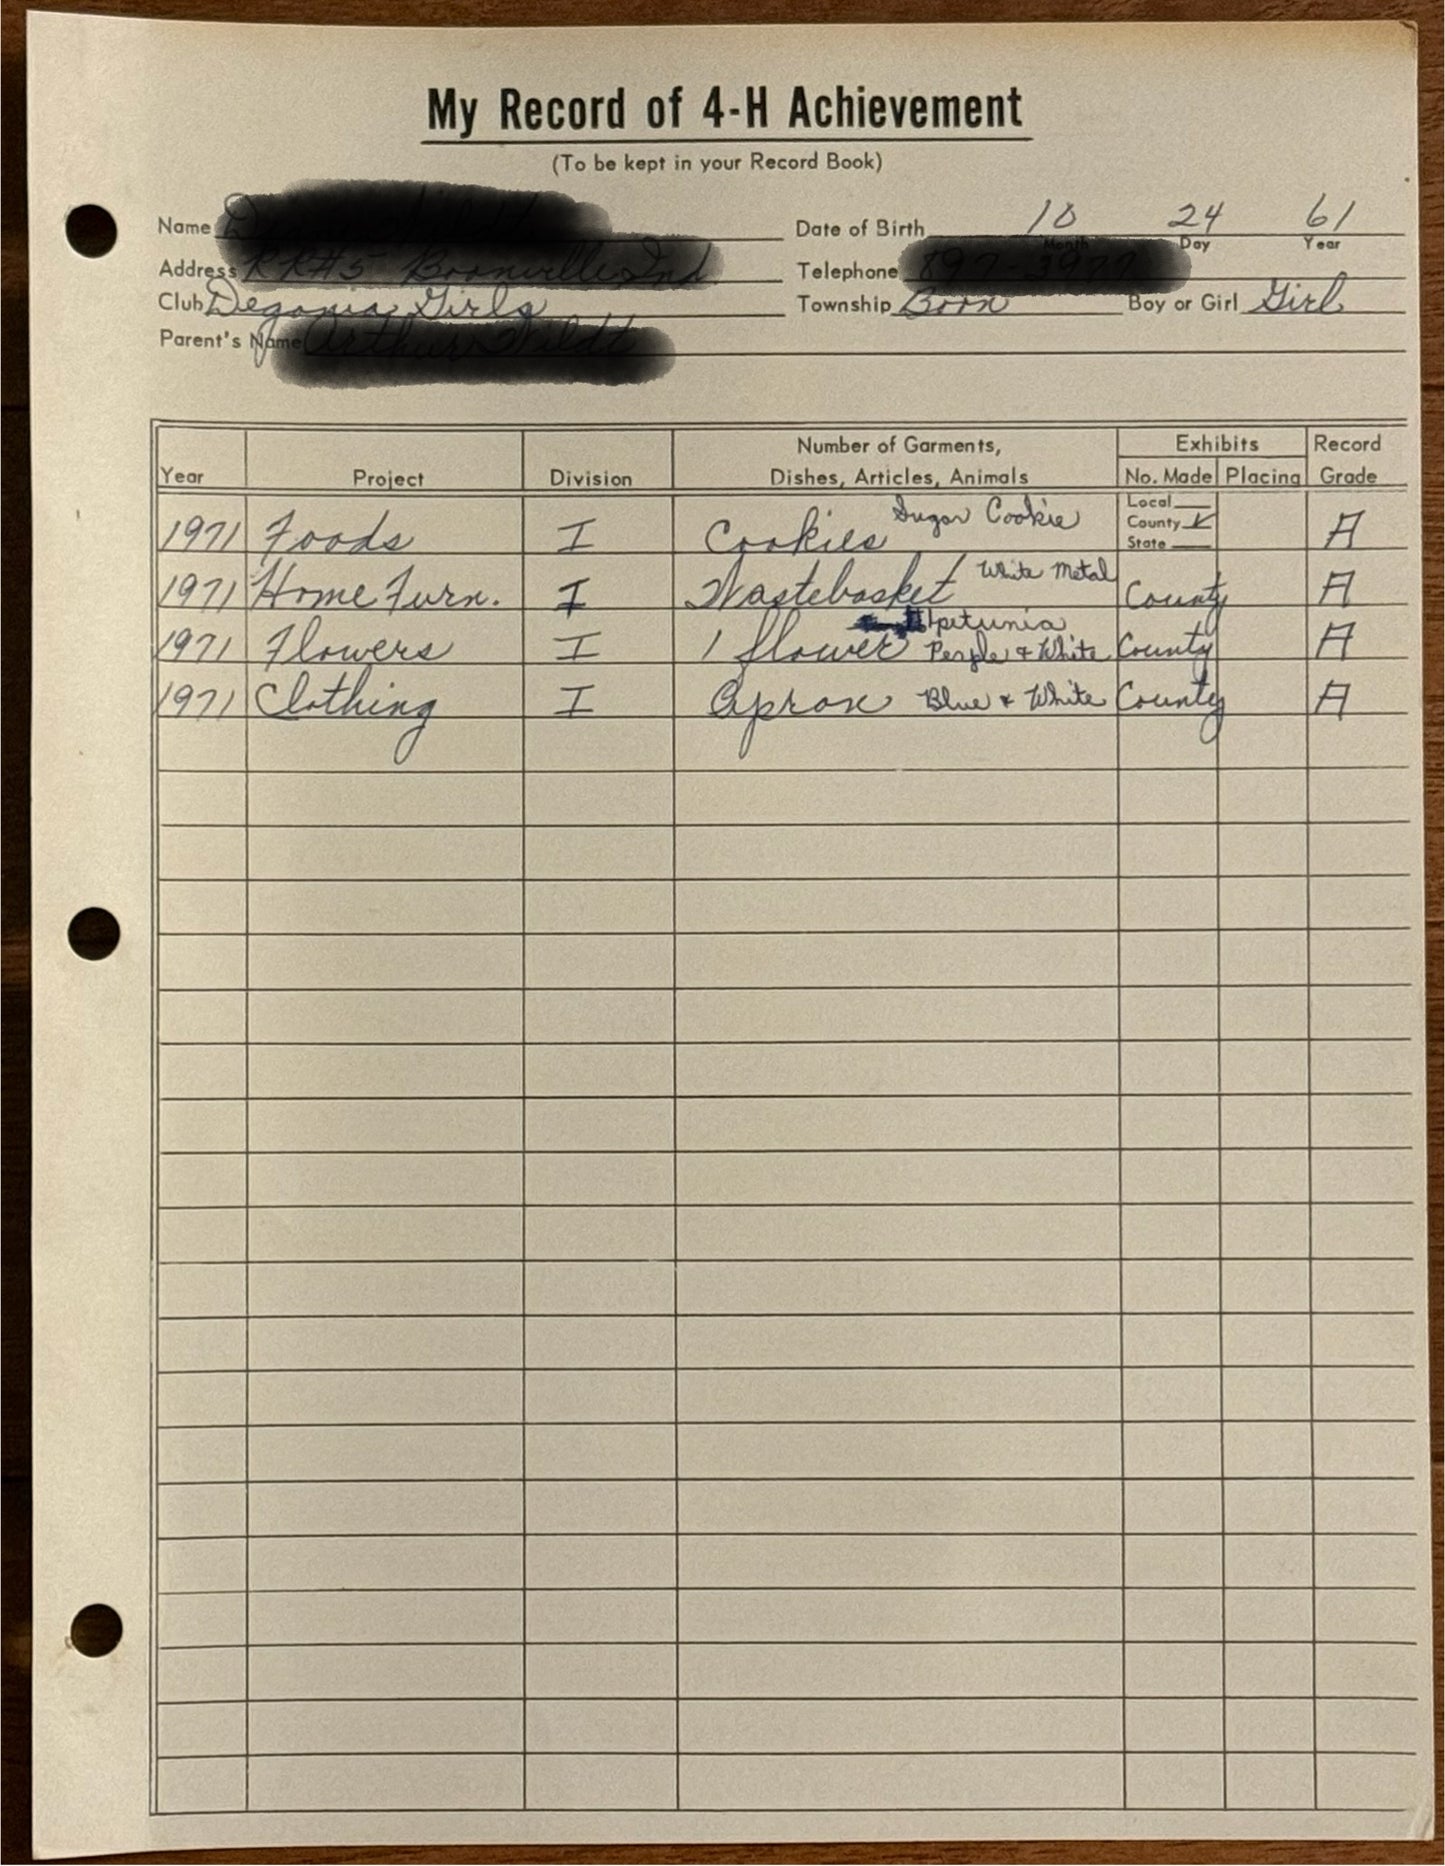 My Record of 4-H Achievement
(To be kept in your Record Book)
Name Date of Birth 10 24 61
Month Day Year
Address Telephone
Club Degonia Girls Township Boon Boy or Girl Girl
Parent's Name
Number of Garments, Exhibits Record
Year Project Division Dishes, Articles, Animals No. Made Placing Grade
1971 Foods I Cookies Sugar Cookie Local County ✓ State A
1971 Home Furn. I Wastebasket White Metal County A
1971 Flowers I 1 flower petunia Perple + White County A
1971 Clothing I Apron Blue + White County A